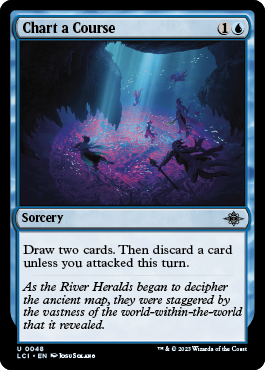 Chart a Course 1
Sorcery
Draw two cards. Then discard a card
unless you attacked this turn.
As the River Heralds began to decipher
the ancient map, they were staggered by
the vastness of the world-within-the-world
that it revealed.
U 0048
LCI • EN Josu Solano
™ & © 2023 Wizards of the Coast